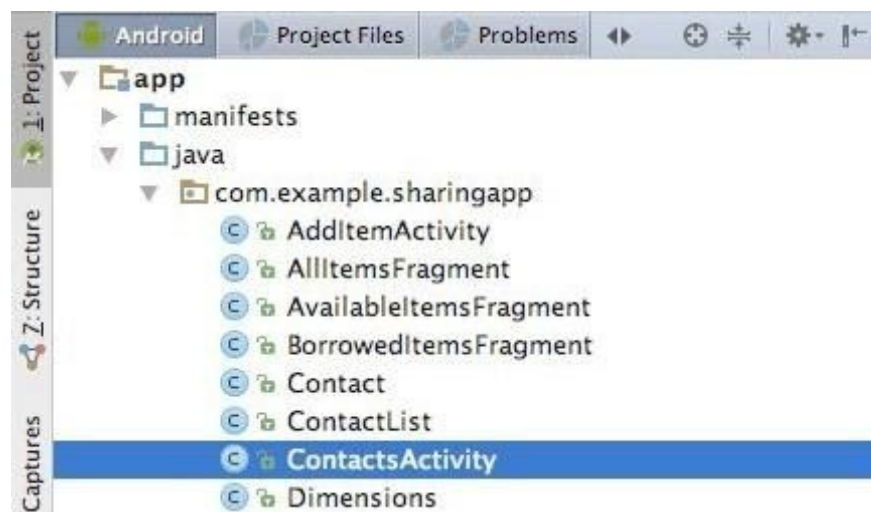 Android Project Files Problems
1: Project
app
manifests
java
com.example.sharingapp
AddItemActivity
AllItemsFragment
AvailableItemsFragment
BorrowedItemsFragment
Contact
ContactList
ContactsActivity
Dimensions
Z: Structure
Captures